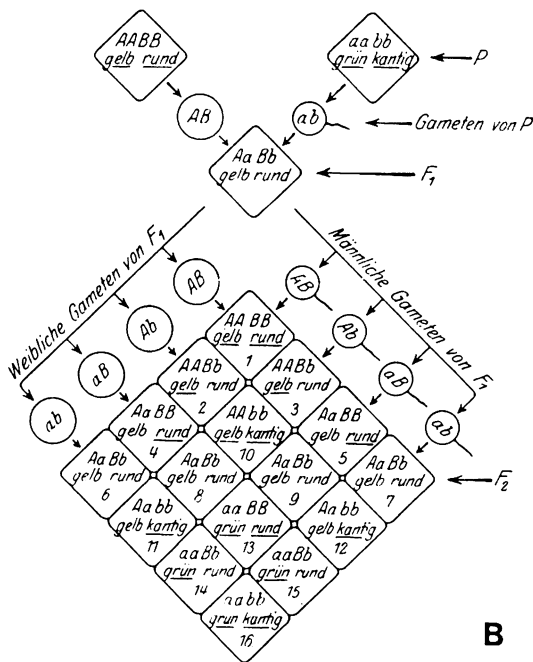 AABB
gelb rund
aabb
grün kantig
P
AB
ab
Gameten von P
AaBb
gelb rund
F1
Weibliche Gameten von F1
Männliche Gameten von F1
AB
Ab
aB
ab
AB
Ab
aB
ab
AABB
gelb rund
1
AABb
gelb rund
2
AABb
gelb rund
3
AaBB
gelb rund
4
AAbb
gelb kantig
10
AaBB
gelb rund
5
AaBb
gelb rund
6
AaBb
gelb rund
8
AaBb
gelb rund
9
AaBb
gelb rund
7
F2
Aabb
gelb kantig
11
aaBB
grün rund
13
Aabb
gelb kantig
12
aaBb
grün rund
14
aaBb
grün rund
15
aabb
grun kantig
16
B